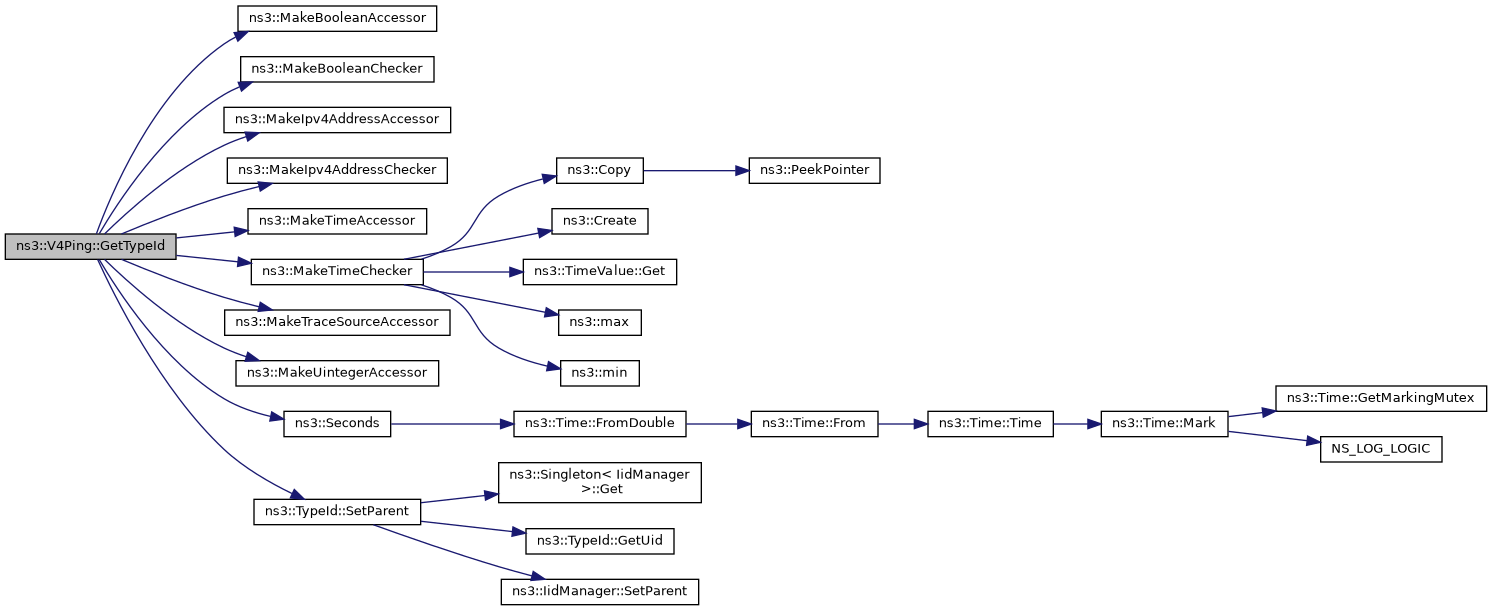 ns3::MakeBooleanAccessor
ns3::MakeBooleanChecker
ns3::MakeIpv4AddressAccessor
ns3::MakeIpv4AddressChecker
ns3::Copy
ns3::PeekPointer
ns3::MakeTimeAccessor
ns3::Create
ns3::V4Ping::GetTypeId
ns3::MakeTimeChecker
ns3::TimeValue::Get
ns3::MakeTraceSourceAccessor
ns3::max
ns3::MakeUintegerAccessor
ns3::min
ns3::Time::GetMarkingMutex
ns3::Seconds
ns3::Time::FromDouble
ns3::Time::From
ns3::Time::Time
ns3::Time::Mark
NS_LOG_LOGIC
ns3::Singleton< IidManager
>::Get
ns3::TypeId::SetParent
ns3::TypeId::GetUid
ns3::IidManager::SetParent